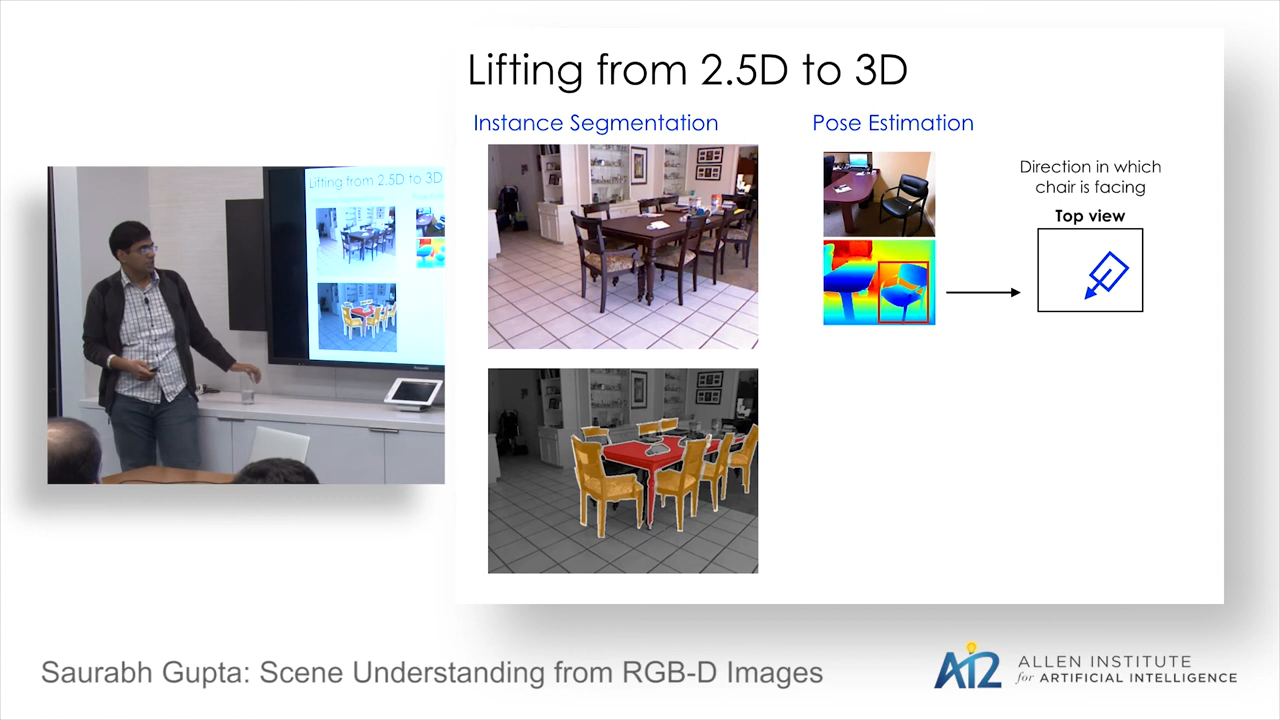 Lifting from 2.5D to 3D
Instance Segmentation
Pose Estimation
Direction in which
chair is facing
Top view
Lifting from 2.5D to 3D
Saurabh Gupta: Scene Understanding from RGB-D Images
AI2
ALLEN INSTITUTE
for ARTIFICIAL INTELLIGENCE